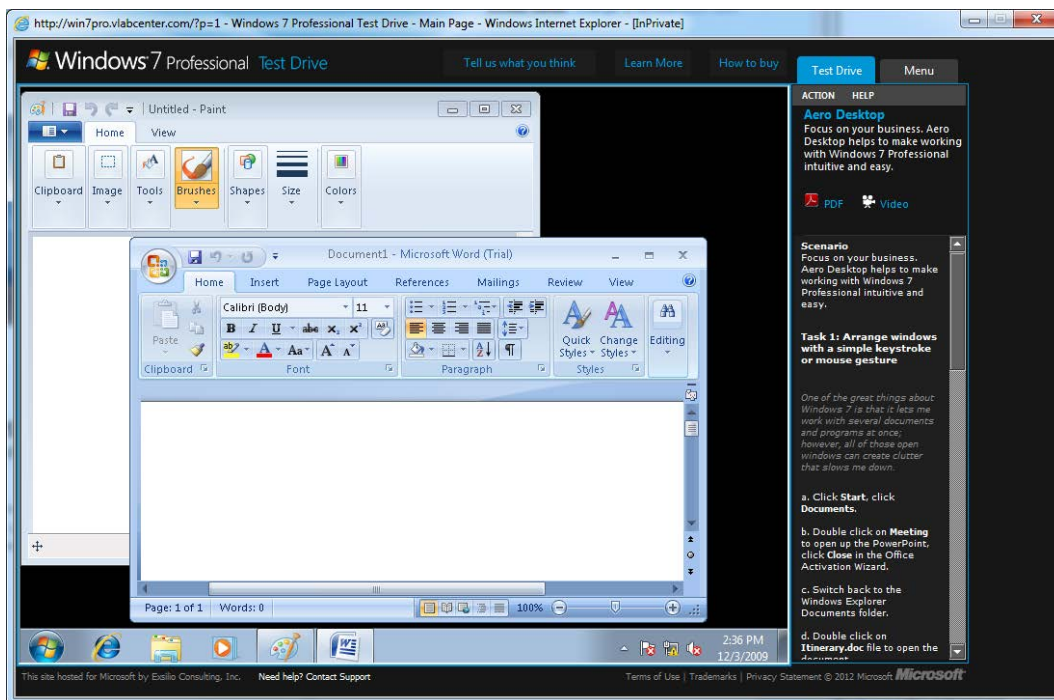 http://win7pro.vlabcenter.com/?p=1 - Windows 7 Professional Test Drive - Main Page - Windows Internet Explorer - [InPrivate]
Windows 7 Professional Test Drive
Tell us what you think
Learn More
How to buy
Test Drive
Menu
Untitled - Paint
Home
View
Clipboard
Image
Tools
Brushes
Shapes
Size
Colors
Document1 - Microsoft Word (Trial)
Home
Insert
Page Layout
References
Mailings
Review
View
Calibri (Body)
11
Paste
B I U abe x₂ x²
Aa
Quick Styles
Change Styles
Editing
Clipboard
Font
Paragraph
Styles
Page: 1 of 1
Words: 0
100%
2:36 PM
12/3/2009
ACTION
HELP
Aero Desktop
Focus on your business. Aero
Desktop helps to make working
with Windows 7 Professional
intuitive and easy.
PDF
Video
Scenario
Focus on your business.
Aero Desktop helps to make
working with Windows 7
Professional intuitive and
easy.
Task 1: Arrange windows
with a simple keystroke
or mouse gesture
One of the great things about
Windows 7 is that it lets me
work with several documents
and programs at once;
however, all of those open
windows can create clutter
that slows me down.
a. Click Start, click
Documents.
b. Double click on Meeting
to open up the PowerPoint,
click Close in the Office
Activation Wizard.
c. Switch back to the
Windows Explorer
Documents folder.
d. Double click on
Itinerary.doc file to open the
document
This site hosted for Microsoft by Exsilio Consulting, Inc.
Need help? Contact Support
Terms of Use | Trademarks | Privacy Statement © 2012 Microsoft Microsoft